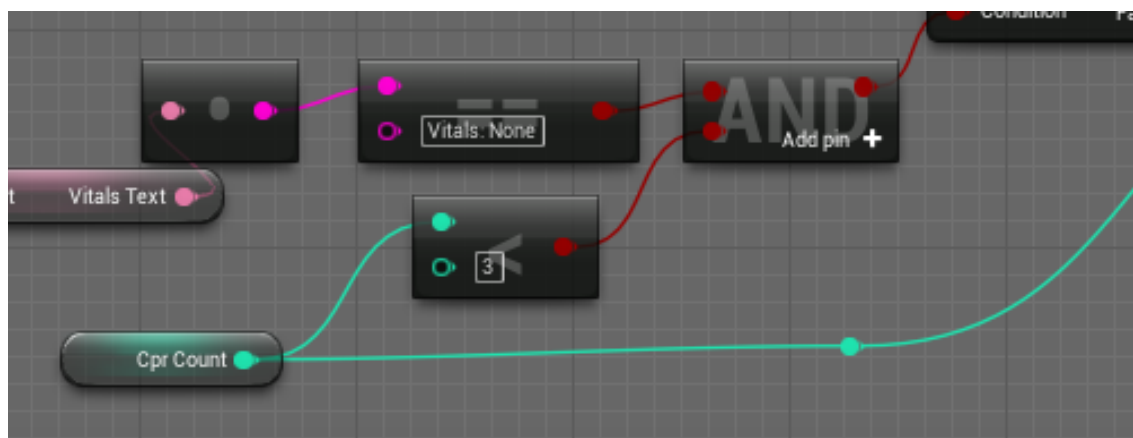 Condition
==
Vitals: None
AND
Add pin +
Vitals Text
<
3
Cpr Count